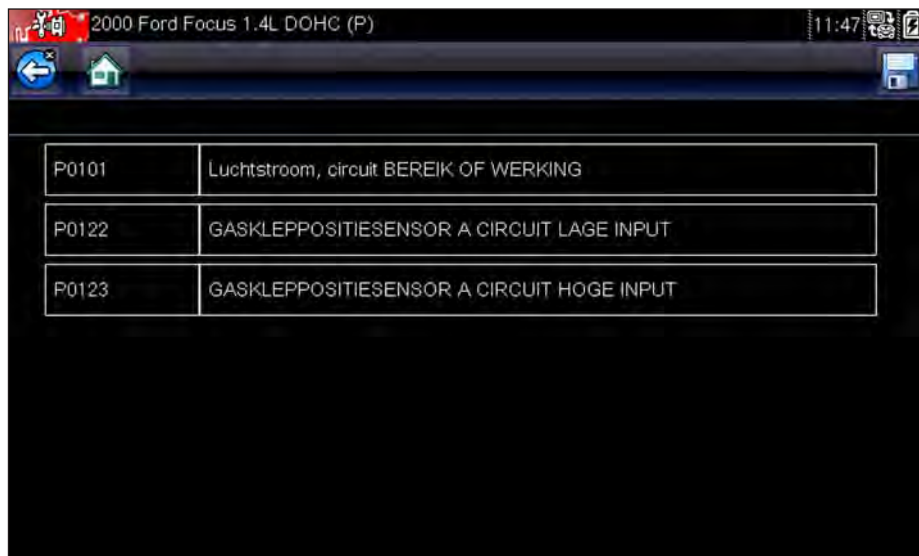 2000 Ford Focus 1.4L DOHC (P) 11:47
P0101 Luchtstroom, circuit BEREIK OF WERKING
P0122 GASKLEPPOSITIESENSOR A CIRCUIT LAGE INPUT
P0123 GASKLEPPOSITIESENSOR A CIRCUIT HOGE INPUT